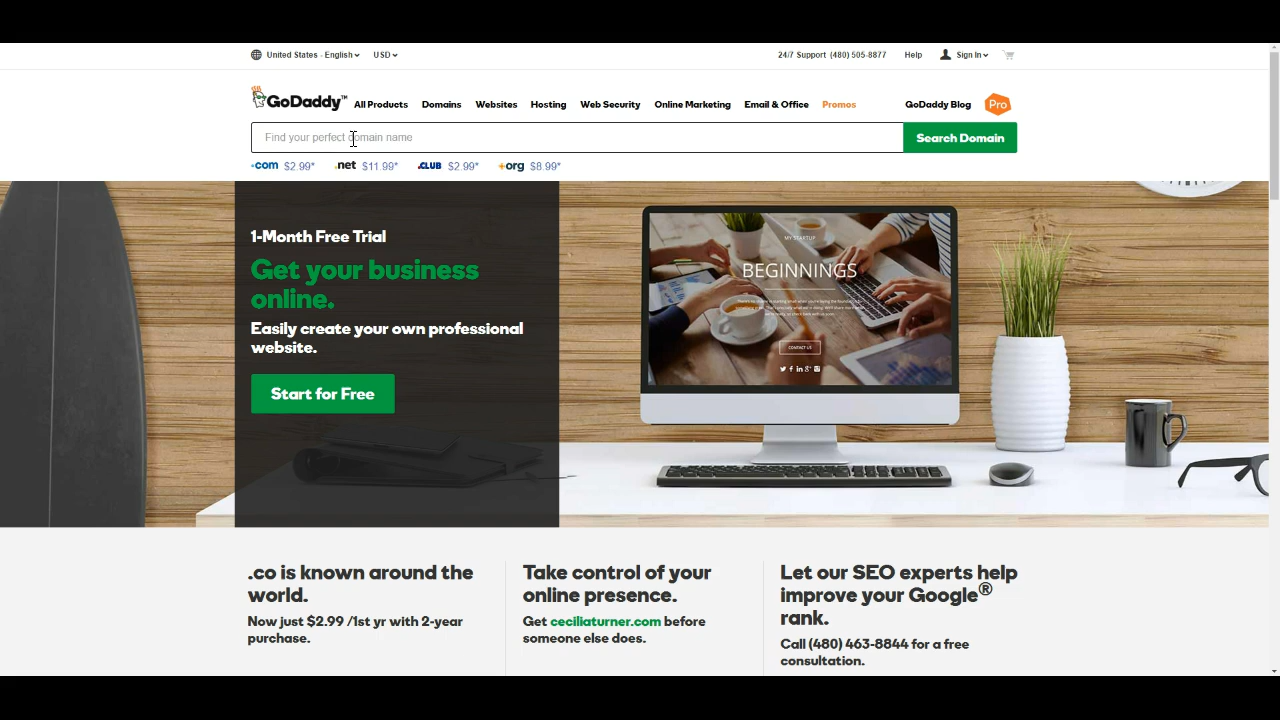 United States - English USD 24/7 Support (480) 505-8877 Help Sign In
GoDaddy™ All Products Domains Websites Hosting Web Security Online Marketing Email & Office Promos GoDaddy Blog Pro
Find your perfect domain name Search Domain
.com $2.99* .net $11.99* .CLUB $2.99* .org $8.99*
1-Month Free Trial
Get your business
online.
Easily create your own professional
website.
Start for Free
MY STARTUP
BEGINNINGS
CONTACT US
.co is known around the
world.
Now just $2.99 /1st yr with 2-year
purchase.
Take control of your
online presence.
Get ceciliaturner.com before
someone else does.
Let our SEO experts help
improve your Google®
rank.
Call (480) 463-8844 for a free
consultation.